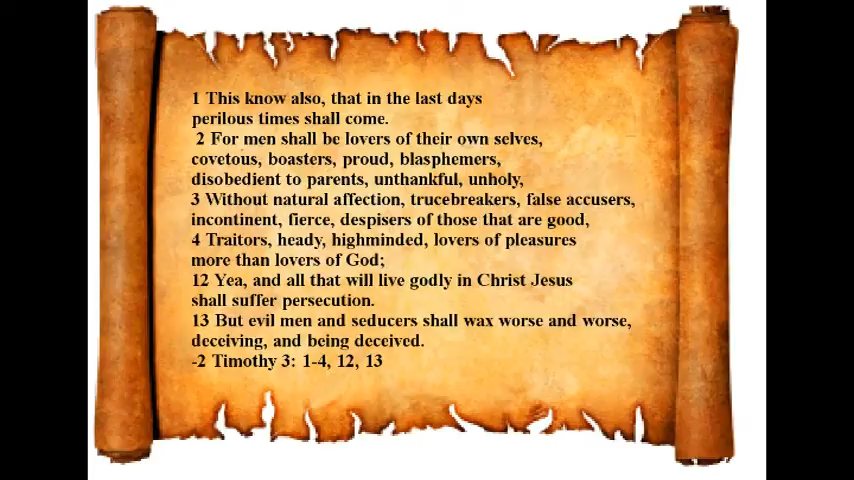 1 This know also, that in the last days
perilous times shall come.
2 For men shall be lovers of their own selves,
covetous, boasters, proud, blasphemers,
disobedient to parents, unthankful, unholy,
3 Without natural affection, trucebreakers, false accusers,
incontinent, fierce, despisers of those that are good,
4 Traitors, heady, highminded, lovers of pleasures
more than lovers of God;
12 Yea, and all that will live godly in Christ Jesus
shall suffer persecution.
13 But evil men and seducers shall wax worse and worse,
deceiving, and being deceived.
-2 Timothy 3: 1-4, 12, 13